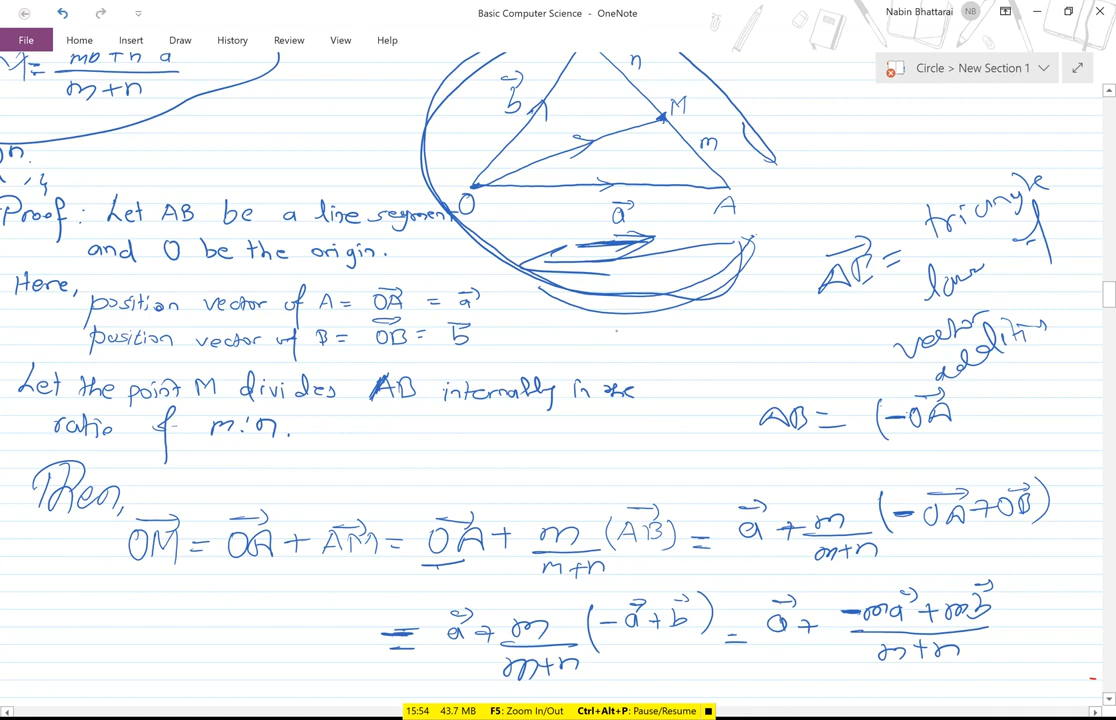 Basic Computer Science - OneNote
Nabin Bhattarai NB
File Home Insert Draw History Review View Help
Circle > New Section 1
mb + n a
m+n
n
b
M
m
O
a
A
Proof : Let AB be a line segment
and O be the origin.
Here,
position vector of A = OA = a
position vector of B = OB = b
Let the point M divides AB internally in the
ratio of m:n.
AB =
triangle
law
vector
addition
AB = (-OA
Then,
OM = OA + AM = OA + m/m+n (AB) = a + m/m+n (-OA+OB)
= a + m/m+n (-a + b) = a + -ma + mb/m+n
15:54 43.7 MB F5: Zoom In/Out Ctrl+Alt+P: Pause/Resume